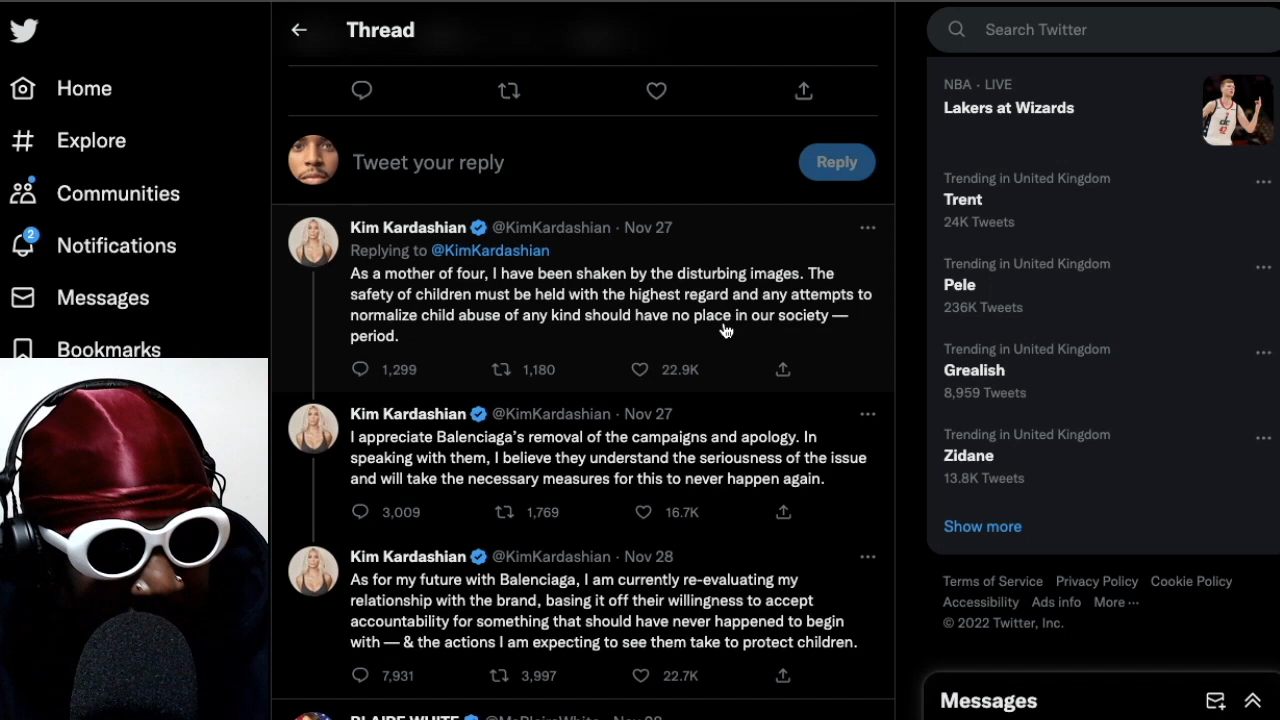 Home
Explore
Communities
2
Notifications
Messages
Bookmarks
Thread
Tweet your reply
Reply
Kim Kardashian @KimKardashian · Nov 27
Replying to @KimKardashian
As a mother of four, I have been shaken by the disturbing images. The
safety of children must be held with the highest regard and any attempts to
normalize child abuse of any kind should have no place in our society —
period.
1,299 1,180 22.9K
Kim Kardashian @KimKardashian · Nov 27
I appreciate Balenciaga's removal of the campaigns and apology. In
speaking with them, I believe they understand the seriousness of the issue
and will take the necessary measures for this to never happen again.
3,009 1,769 16.7K
Kim Kardashian @KimKardashian · Nov 28
As for my future with Balenciaga, I am currently re-evaluating my
relationship with the brand, basing it off their willingness to accept
accountability for something that should have never happened to begin
with — & the actions I am expecting to see them take to protect children.
7,931 3,997 22.7K
BLAIRE WHITE @MsBlaireWhite · Nov 28
Search Twitter
NBA · LIVE
Lakers at Wizards
Trending in United Kingdom
Trent
24K Tweets
Trending in United Kingdom
Pele
236K Tweets
Trending in United Kingdom
Grealish
8,959 Tweets
Trending in United Kingdom
Zidane
13.8K Tweets
Show more
Terms of Service Privacy Policy Cookie Policy
Accessibility Ads info More ···
© 2022 Twitter, Inc.
Messages